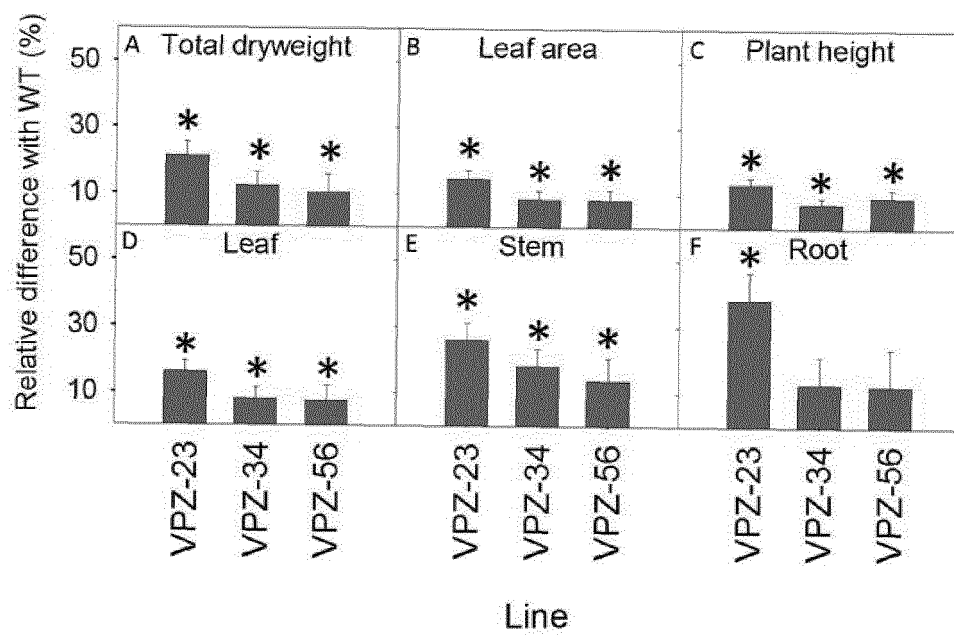 Relative difference with WT (%)
A Total dryweight
B Leaf area
C Plant height
50
30
10
* * *
* * *
* * *
D Leaf
E Stem
F Root
50
30
10
* * *
* * *
*
VPZ-23 VPZ-34 VPZ-56
VPZ-23 VPZ-34 VPZ-56
VPZ-23 VPZ-34 VPZ-56
Line